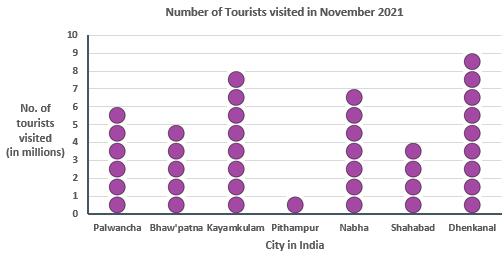 Number of Tourists visited in November 2021
10
9
8
7
6
5
4
3
2
1
0
No. of
tourists
visited
(in millions)
Palwancha Bhaw'patna Kayamkulam Pithampur Nabha Shahabad Dhenkanal
City in India